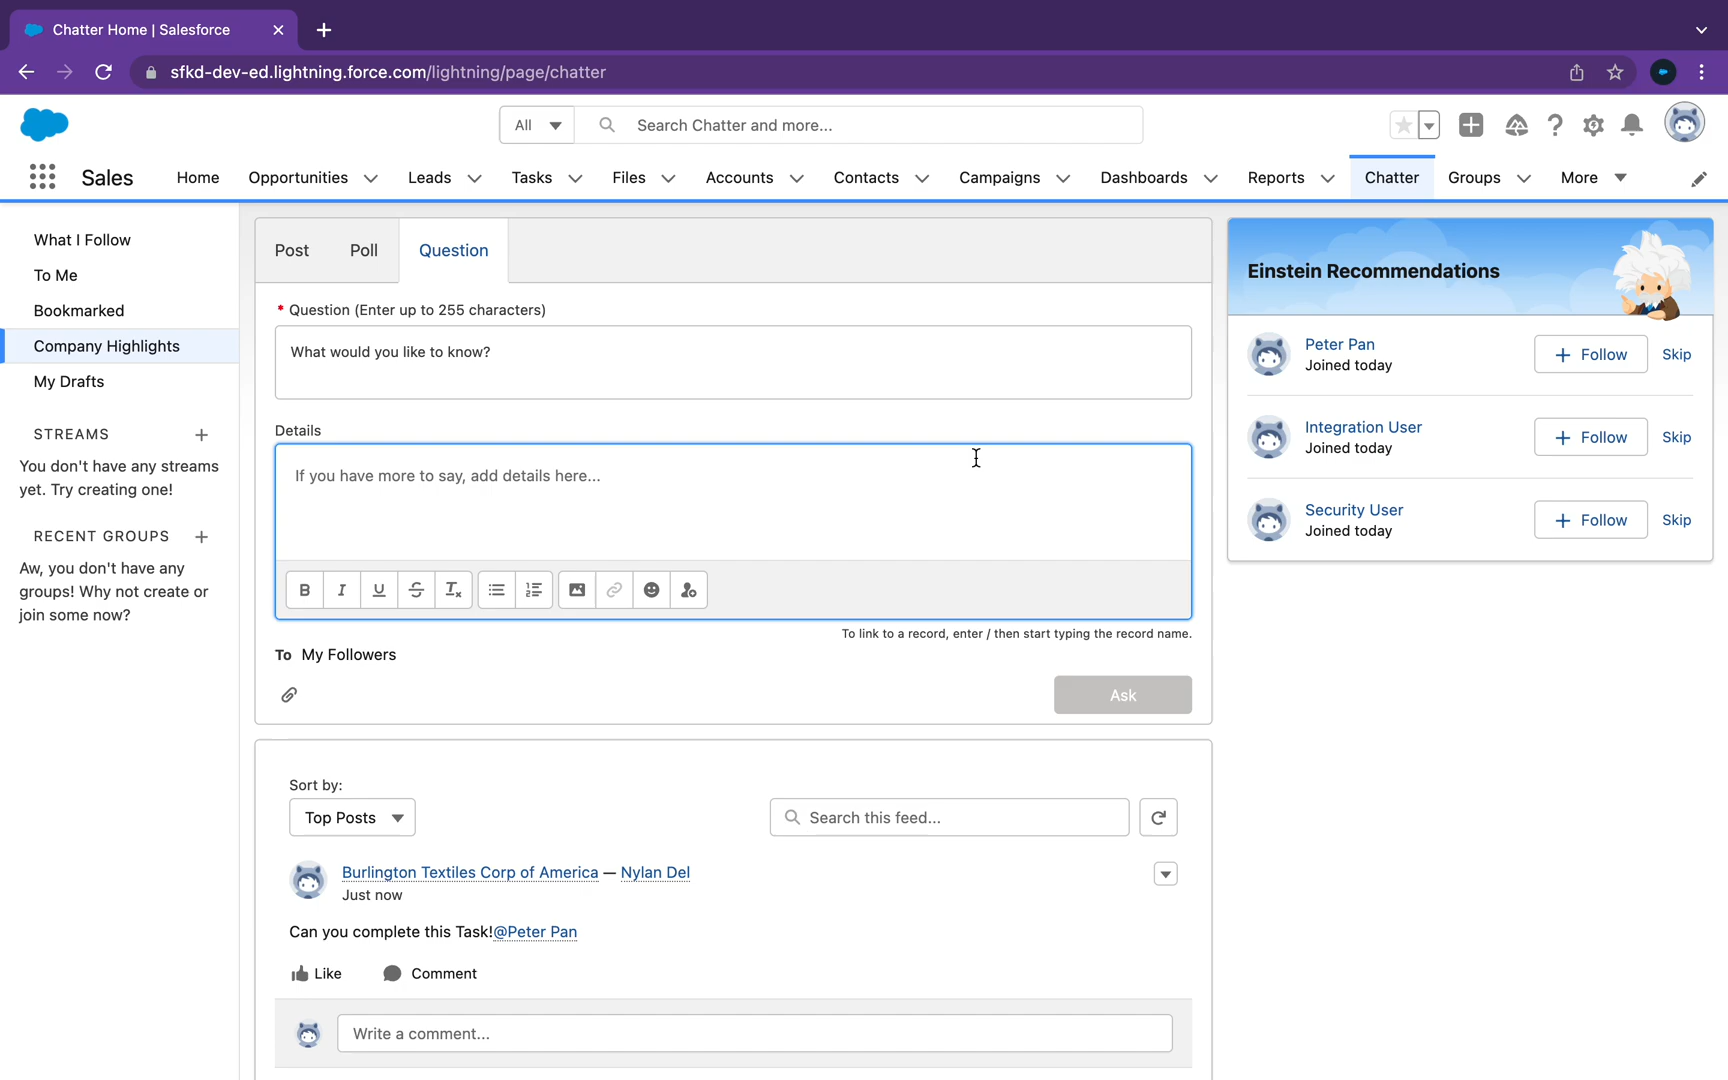 Chatter Home | Salesforce
sfkd-dev-ed.lightning.force.com/lightning/page/chatter
All
Search Chatter and more...
Sales
Home
Opportunities
Leads
Tasks
Files
Accounts
Contacts
Campaigns
Dashboards
Reports
Chatter
Groups
More
What I Follow
To Me
Bookmarked
Company Highlights
My Drafts
STREAMS
You don't have any streams
yet. Try creating one!
RECENT GROUPS
Aw, you don't have any
groups! Why not create or
join some now?
Post
Poll
Question
* Question (Enter up to 255 characters)
What would you like to know?
Details
If you have more to say, add details here...
B
I
U
S
Tx
To link to a record, enter / then start typing the record name.
To My Followers
Ask
Sort by:
Top Posts
Search this feed...
Burlington Textiles Corp of America — Nylan Del
Just now
Can you complete this Task!@Peter Pan
Like
Comment
Write a comment...
Einstein Recommendations
Peter Pan
Joined today
Follow
Skip
Integration User
Joined today
Follow
Skip
Security User
Joined today
Follow
Skip